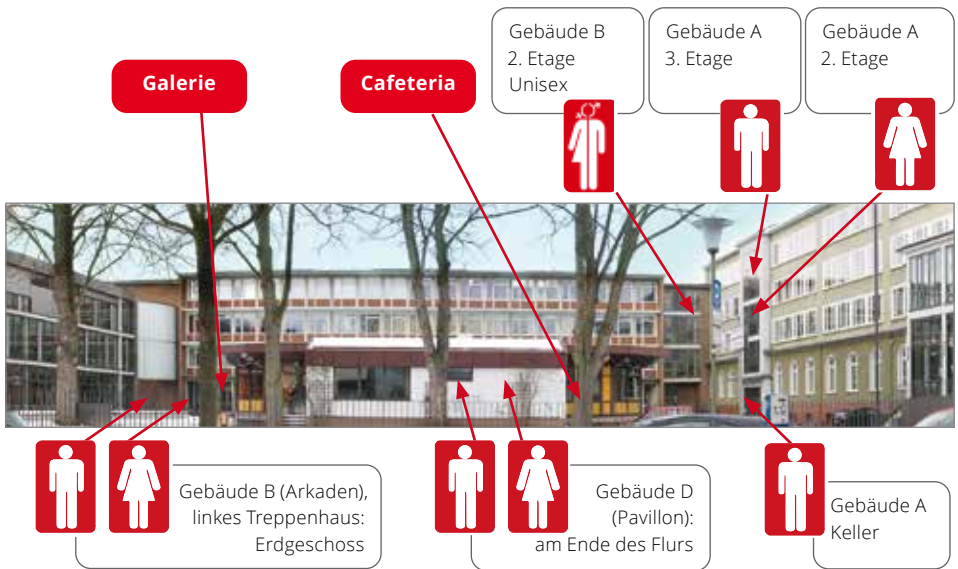 Gebäude B
2. Etage
Unisex
Gebäude A
3. Etage
Gebäude A
2. Etage
Galerie
Cafeteria
Gebäude B (Arkaden),
linkes Treppenhaus:
Erdgeschoss
Gebäude D
(Pavillon):
am Ende des Flurs
Gebäude A
Keller